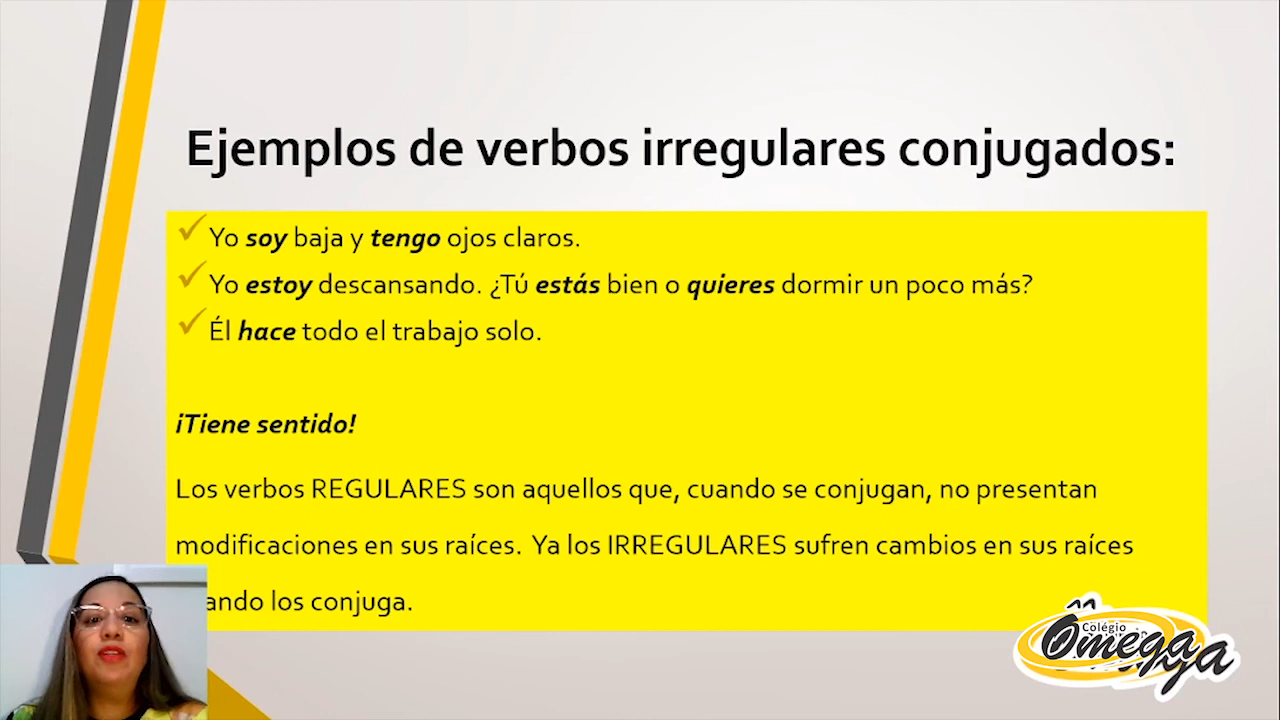 Ejemplos de verbos irregulares conjugados:
Yo soy baja y tengo ojos claros.
Yo estoy descansando. ¿Tú estás bien o quieres dormir un poco más?
Él hace todo el trabajo solo.
¡Tiene sentido!
Los verbos REGULARES son aquellos que, cuando se conjugan, no presentan
modificaciones en sus raíces. Ya los IRREGULARES sufren cambios en sus raíces
ando los conjuga.
Colégio
Ômega